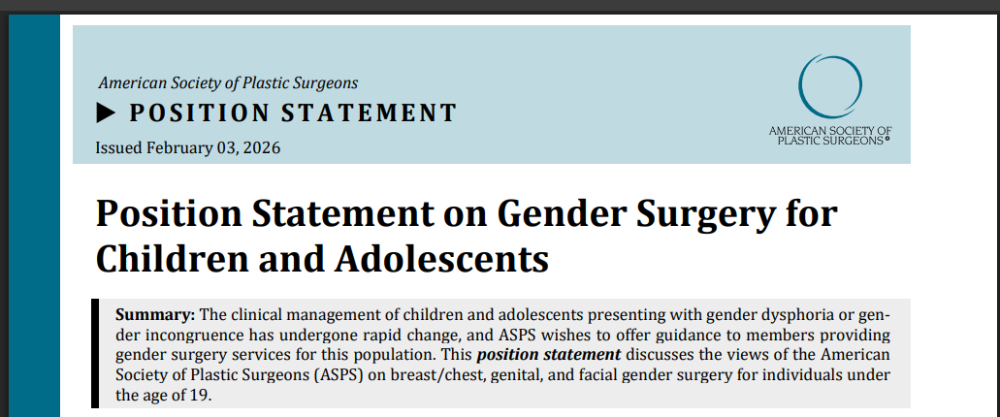 American Society of Plastic Surgeons
▶ POSITION STATEMENT
Issued February 03, 2026
AMERICAN SOCIETY OF
PLASTIC SURGEONS
Position Statement on Gender Surgery for
Children and Adolescents
Summary: The clinical management of children and adolescents presenting with gender dysphoria or gen-
der incongruence has undergone rapid change, and ASPS wishes to offer guidance to members providing
gender surgery services for this population. This position statement discusses the views of the American
Society of Plastic Surgeons (ASPS) on breast/chest, genital, and facial gender surgery for individuals under
the age of 19.